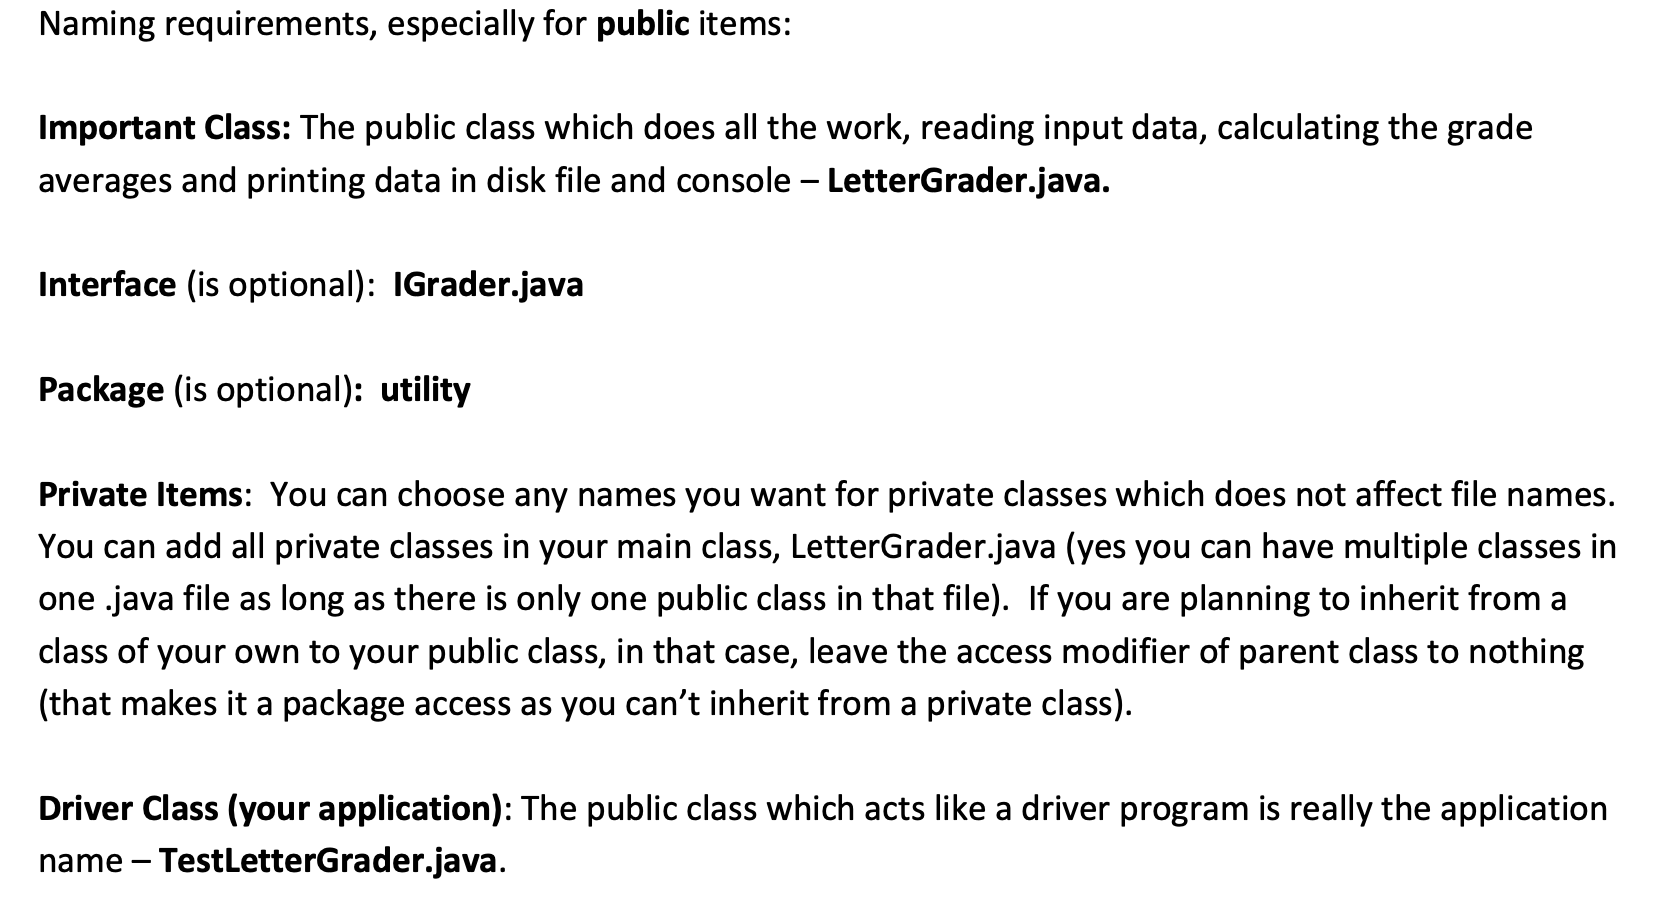 Naming requirements, especially for public items:
Important Class: The public class which does all the work, reading input data, calculating the grade
averages and printing data in disk file and console – LetterGrader.java.
Interface (is optional):  IGrader.java
Package (is optional):  utility
Private Items:  You can choose any names you want for private classes which does not affect file names.
You can add all private classes in your main class, LetterGrader.java (yes you can have multiple classes in
one .java file as long as there is only one public class in that file).  If you are planning to inherit from a
class of your own to your public class, in that case, leave the access modifier of parent class to nothing
(that makes it a package access as you can’t inherit from a private class).
Driver Class (your application): The public class which acts like a driver program is really the application
name – TestLetterGrader.java.